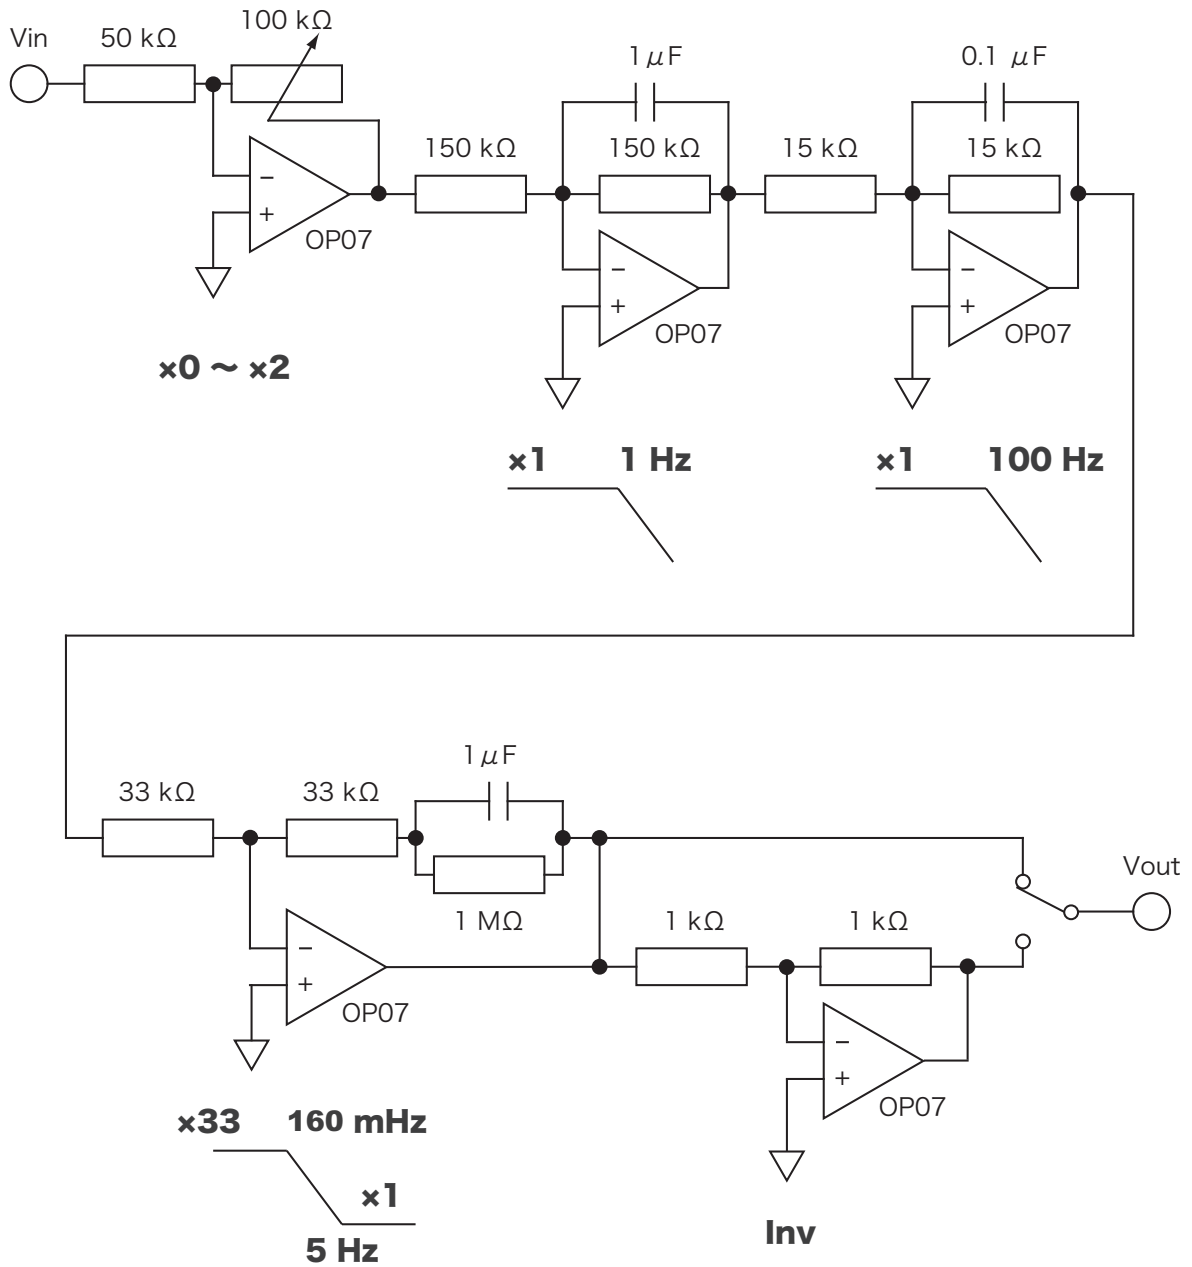 Vin
50 kΩ
100 kΩ
1 μF
0.1 μF
150 kΩ
150 kΩ
15 kΩ
15 kΩ
−
+
OP07
−
+
OP07
−
+
OP07
×0 ～ ×2
×1 1 Hz
×1 100 Hz
1 μF
33 kΩ
33 kΩ
1 MΩ
Vout
1 kΩ
1 kΩ
−
+
OP07
−
+
OP07
×33 160 mHz
×1
5 Hz
Inv